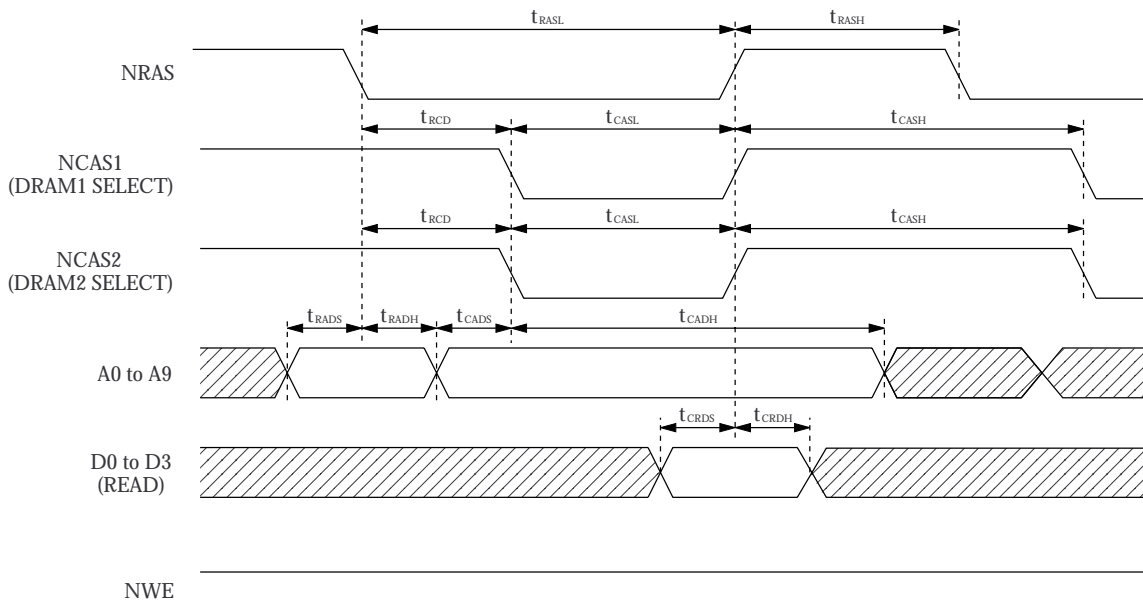 tRASL tRASH
NRAS
tRCD tCASL tCASH
NCAS1
(DRAM1 SELECT)
tRCD tCASL tCASH
NCAS2
(DRAM2 SELECT)
tRADS tRADH tCADS tCADH
A0 to A9
tCRDS tCRDH
D0 to D3
(READ)
NWE